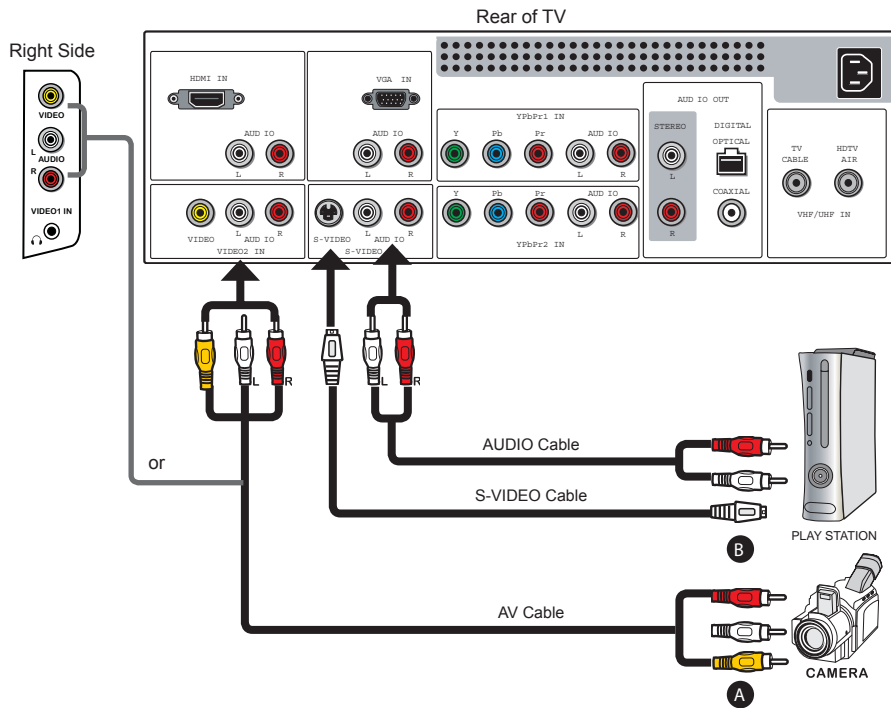 Rear of TV
Right Side
VIDEO
L
AUDIO
R
VIDEO1 IN
HDMI IN
AUD IO
L R
VGA IN
AUD IO
L R
YPbPr1 IN
Y Pb Pr AUD IO
L R
Y Pb Pr AUD IO
L R
YPbPr2 IN
VIDEO L AUD IO R
VIDEO2 IN
S-VIDEO L AUD IO R
S-VIDEO
AUD IO OUT
STEREO
L
R
DIGITAL
OPTICAL
COAXIAL
TV
CABLE
HDTV
AIR
VHF/UHF IN
L R
L R
or
AUDIO Cable
S-VIDEO Cable
B
PLAY STATION
AV Cable
A
CAMERA